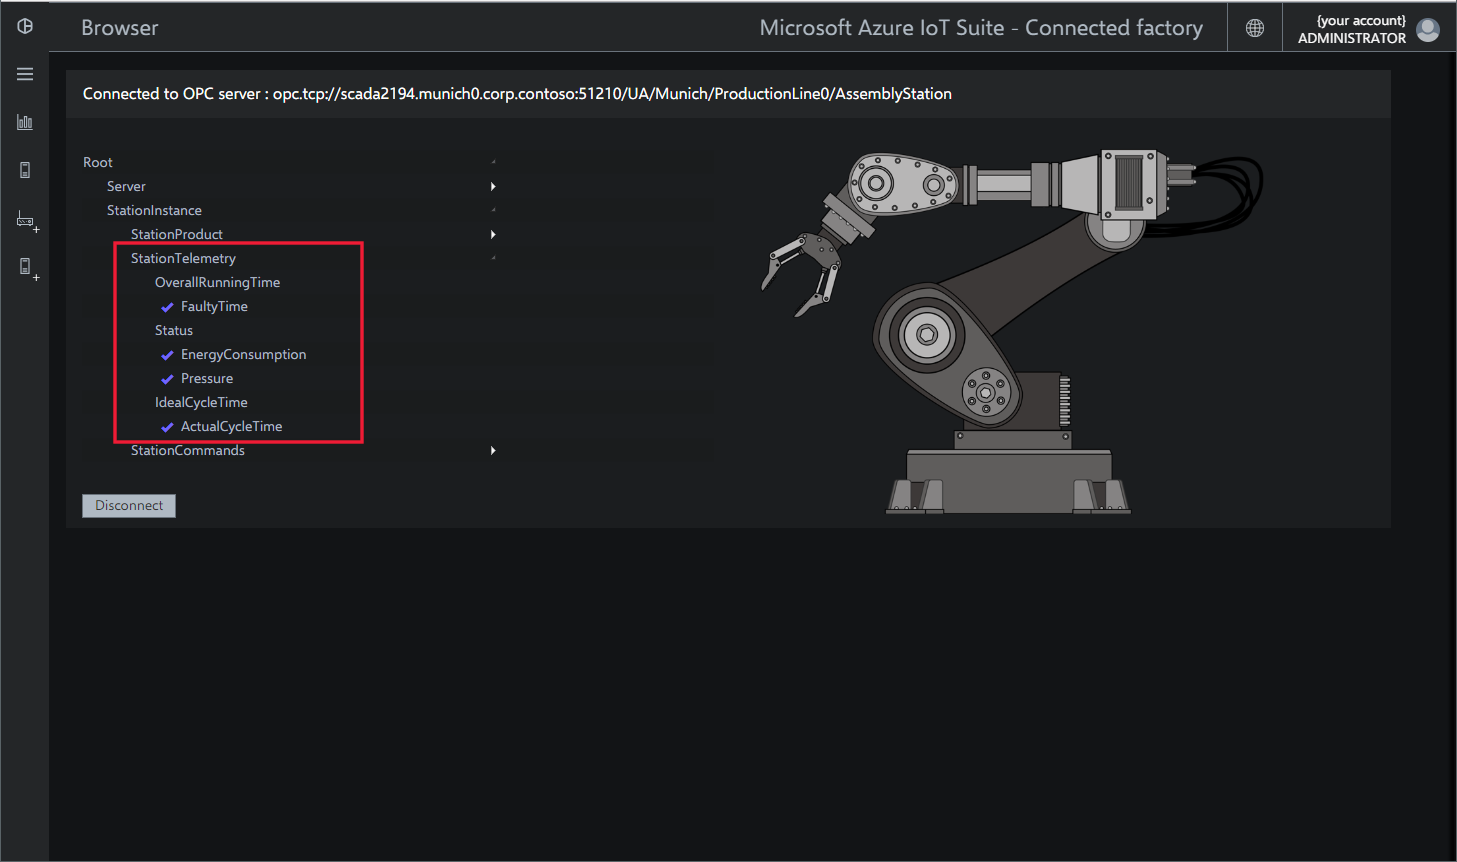 Browser
Microsoft Azure IoT Suite - Connected factory
{your account}
ADMINISTRATOR
Connected to OPC server : opc.tcp://scada2194.munich0.corp.contoso:51210/UA/Munich/ProductionLine0/AssemblyStation
Root
Server
StationInstance
StationProduct
StationTelemetry
OverallRunningTime
FaultyTime
Status
EnergyConsumption
Pressure
IdealCycleTime
ActualCycleTime
StationCommands
Disconnect